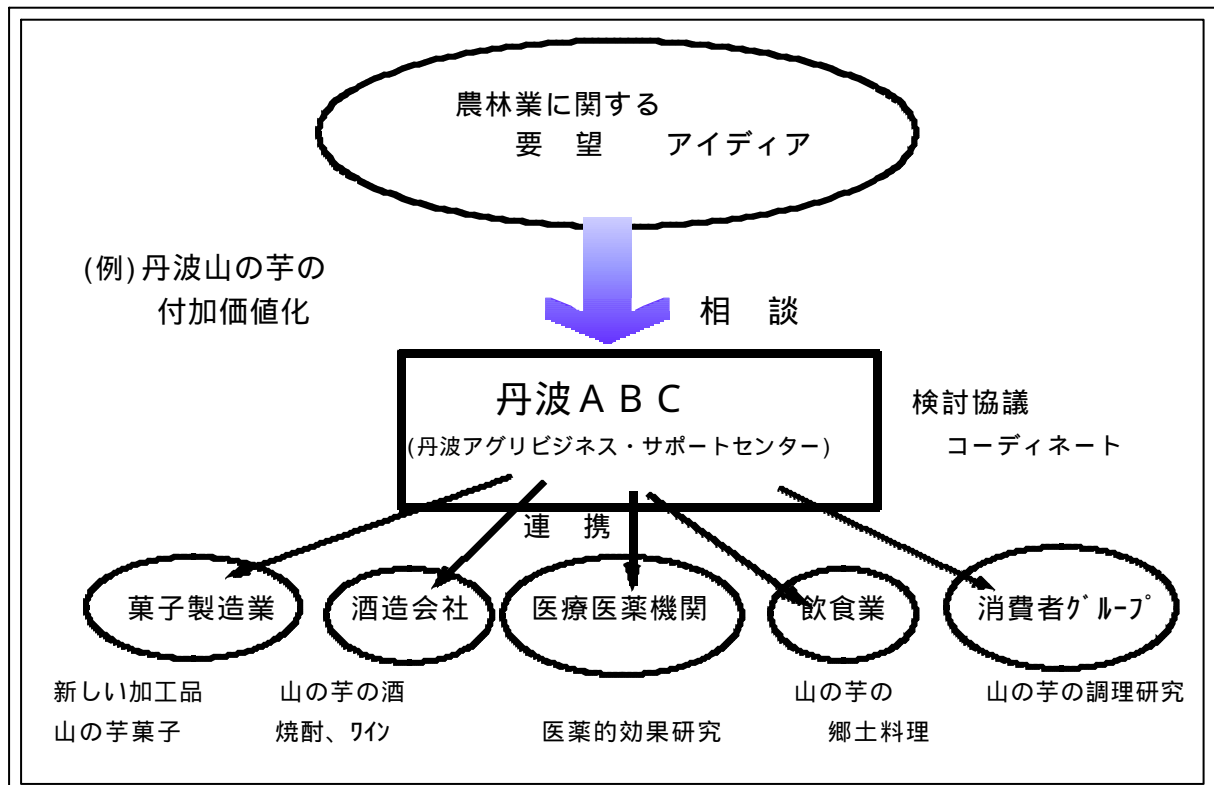 農林業に関する
要 望 アイディア
(例)丹波山の芋の
付加価値化
相 談
丹波ABC
(丹波アグリビジネス・サポートセンター)
検討協議
コーディネート
連 携
菓子製造業 酒造会社 医療医薬機関 飲食業 消費者グループ
新しい加工品 山の芋の酒 山の芋の 山の芋の調理研究
山の芋菓子 焼酎、ワイン 医薬的効果研究 郷土料理